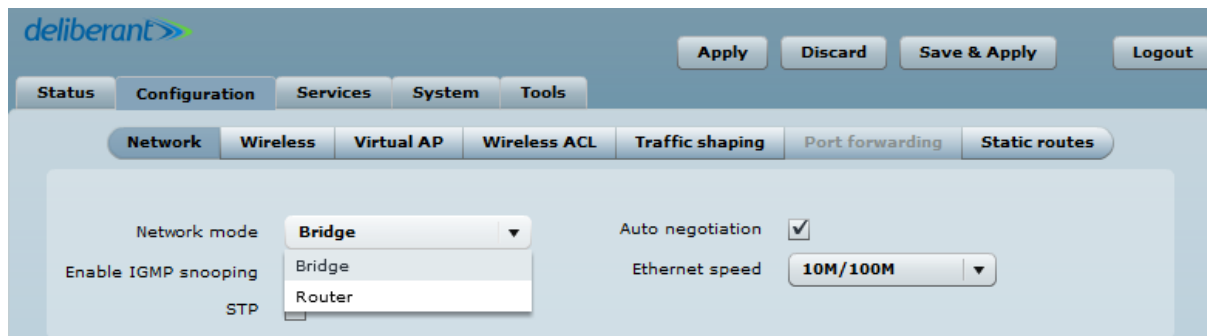 deliberant
Apply Discard Save & Apply Logout
Status Configuration Services System Tools
Network Wireless Virtual AP Wireless ACL Traffic shaping Port forwarding Static routes
Network mode Bridge Auto negotiation
Enable IGMP snooping Bridge Ethernet speed 10M/100M
Router
STP